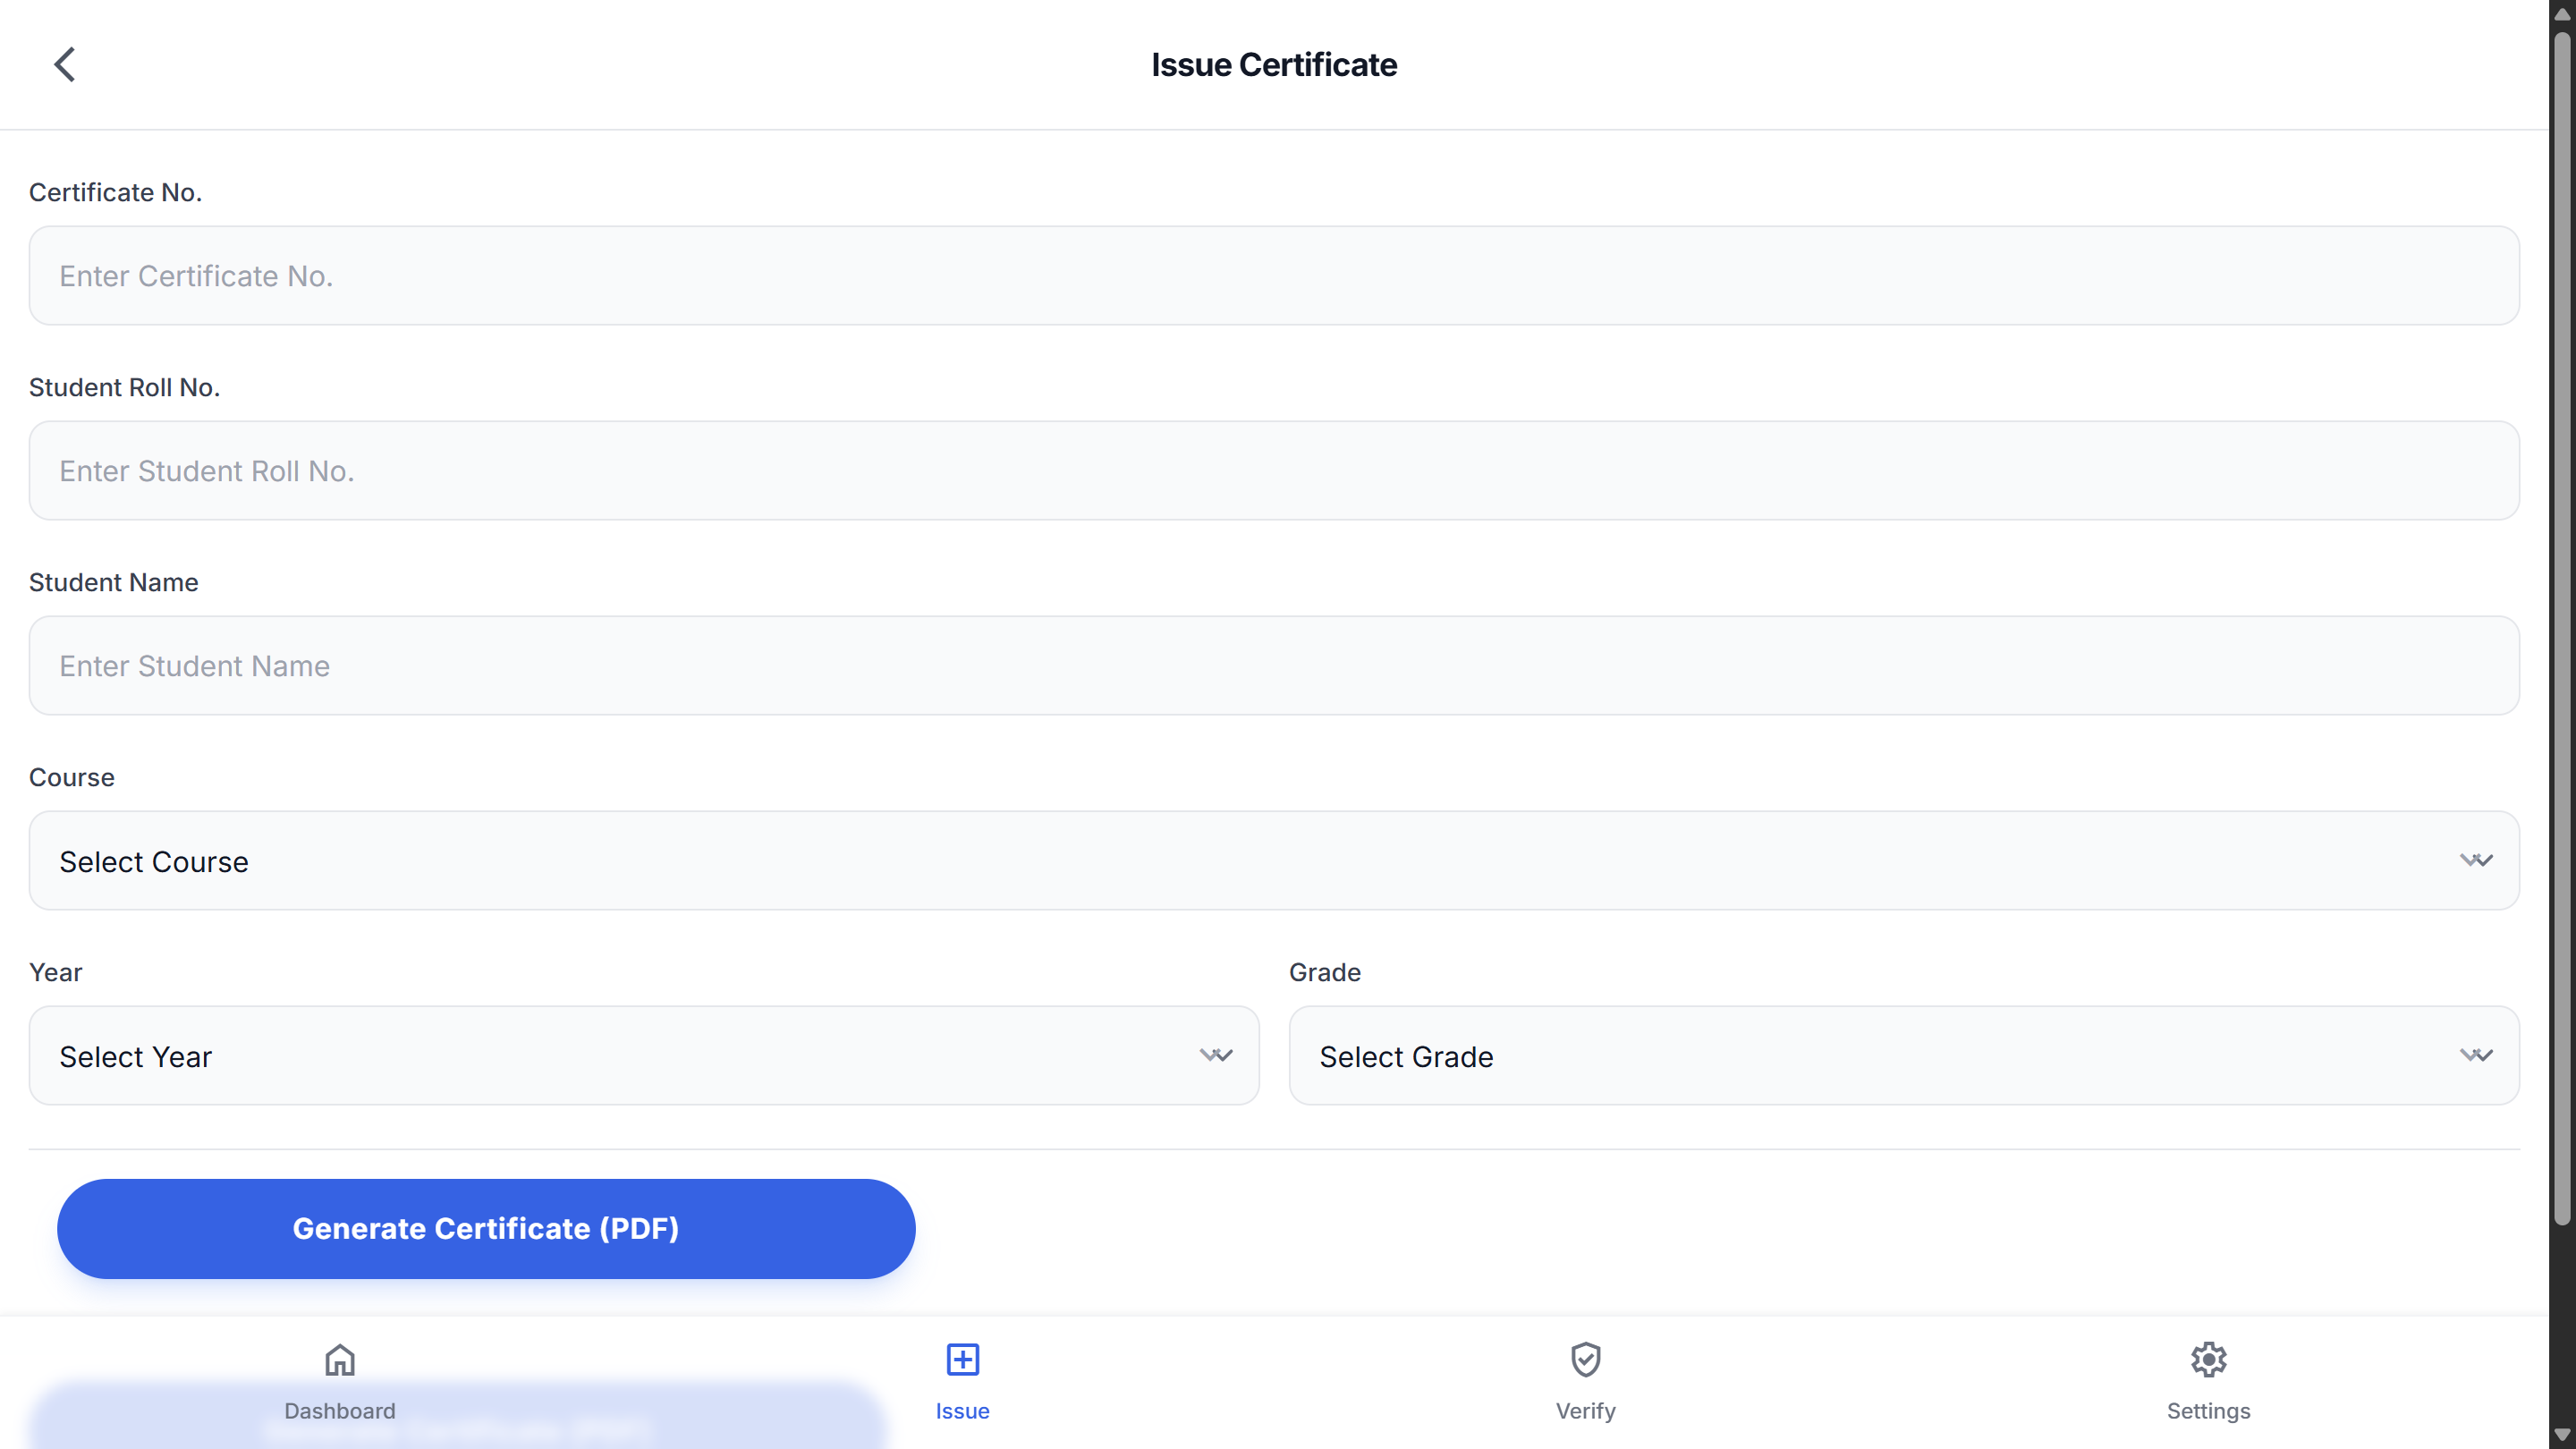 Issue Certificate
Certificate No.
Enter Certificate No.
Student Roll No.
Enter Student Roll No.
Student Name
Enter Student Name
Course
Select Course
Year
Grade
Select Year
Select Grade
Generate Certificate (PDF)
Dashboard
Issue
Verify
Settings